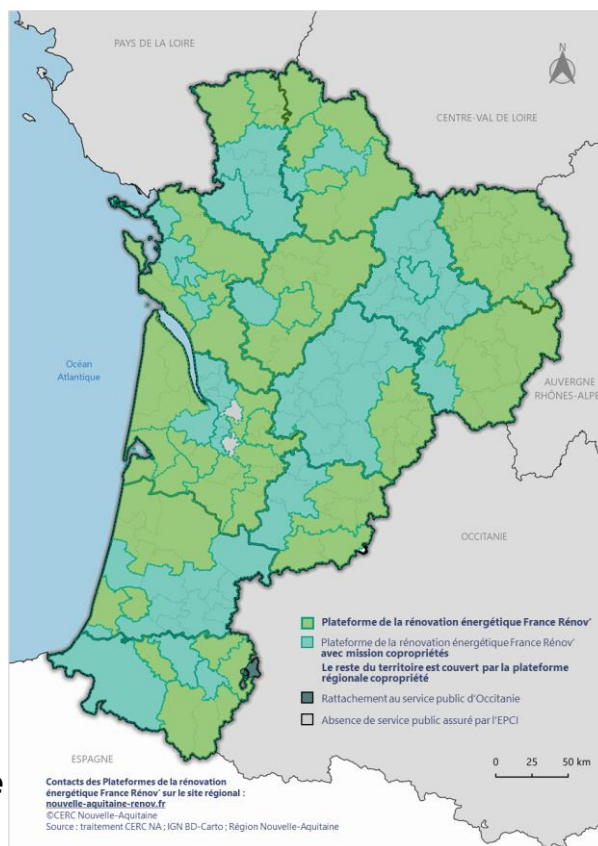 PAYS DE LA LOIRE
N
CENTRE-VAL DE LOIRE
Océan
Atlantique
AUVERGNE
RHÔNES-ALPE
OCCITANIE
Plateforme de la rénovation énergétique France Rénov'
Plateforme de la rénovation énergétique France Rénov'
avec mission copropriétés
Le reste du territoire est couvert par la plateforme
régionale copropriété
Rattachement au service public d'Occitanie
Absence de service public assuré par l'EPCI
ESPAGNE
0 25 50 km
e
Contacts des Plateformes de la rénovation
énergétique France Rénov' sur le site régional :
nouvelle-aquitaine-renov.fr
©CERC Nouvelle-Aquitaine
Source : traitement CERC NA ; IGN BD-Carto ; Région Nouvelle-Aquitaine